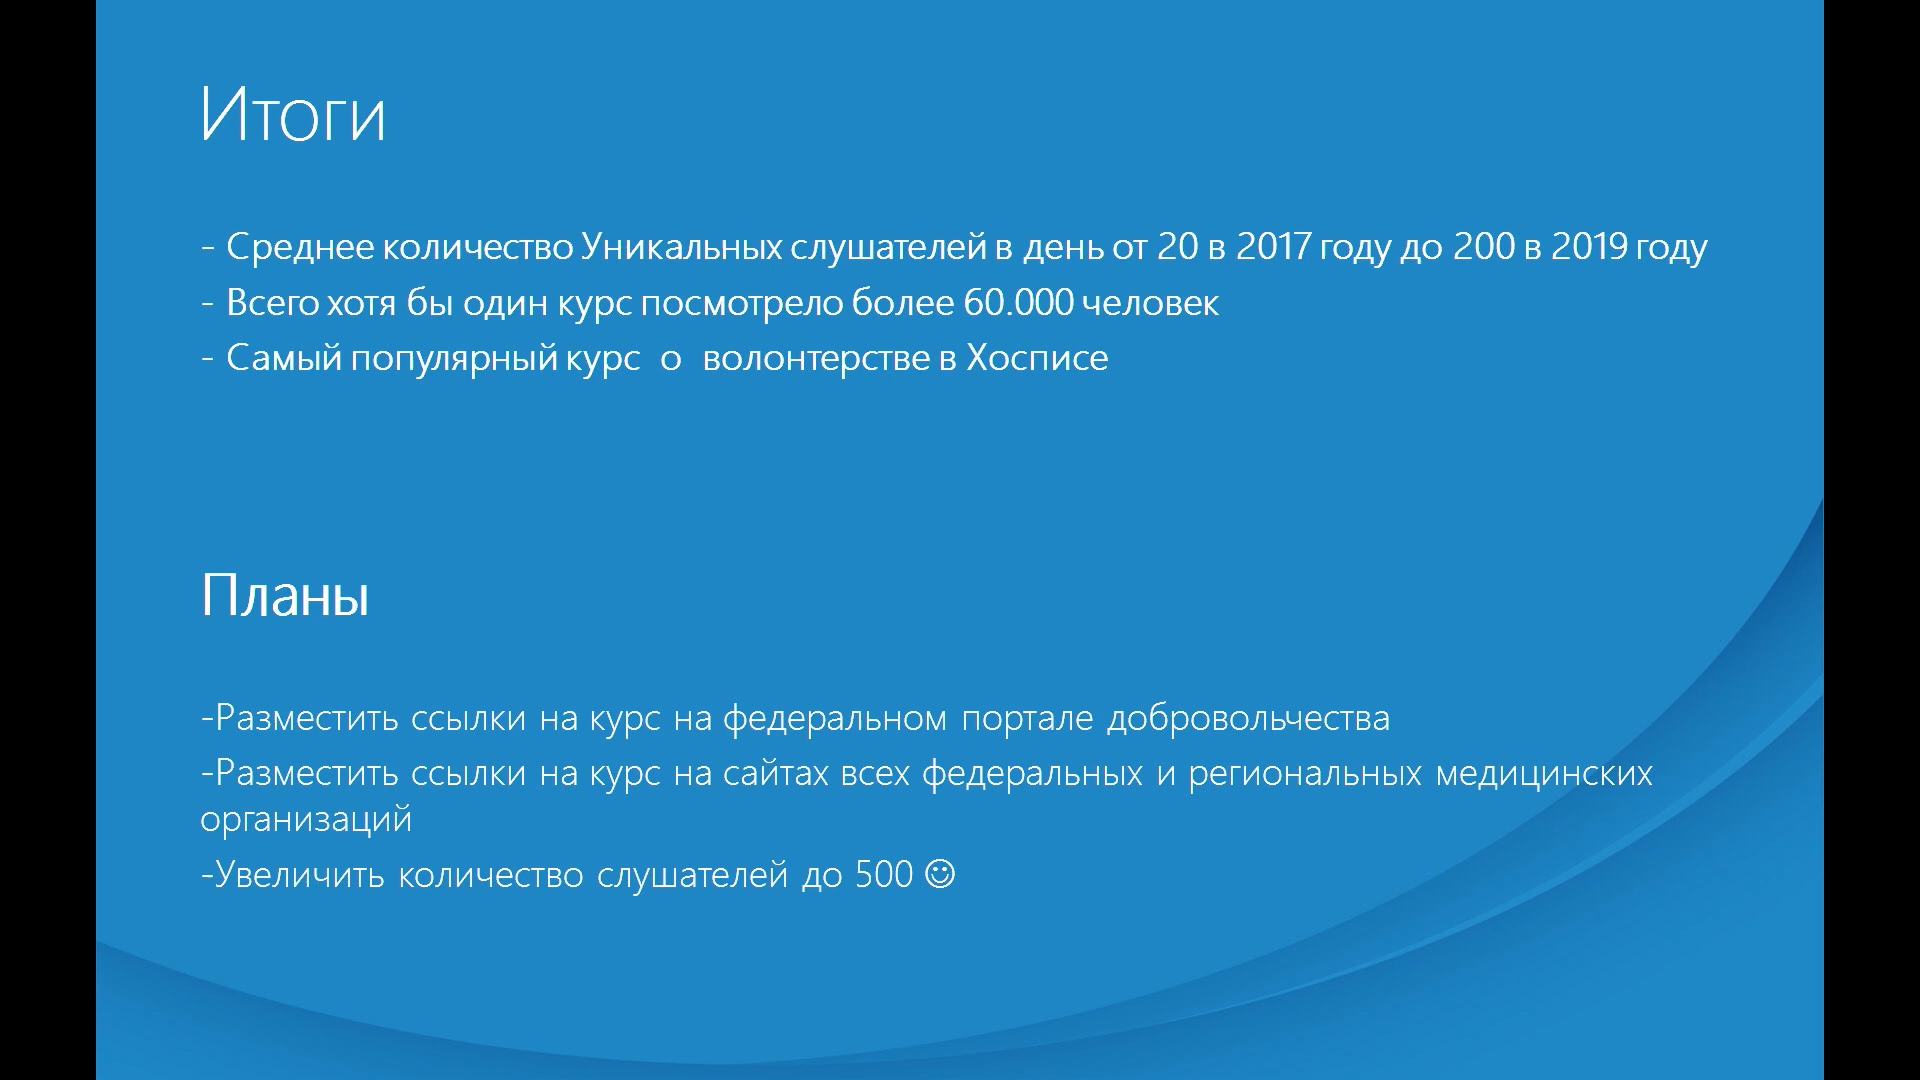 Итоги
- Среднее количество Уникальных слушателей в день от 20 в 2017 году до 200 в 2019 году
- Всего хотя бы один курс посмотрело более 60.000 человек
- Самый популярный курс о волонтерстве в Хосписе
Планы
-Разместить ссылки на курс на федеральном портале добровольчества
-Разместить ссылки на курс на сайтах всех федеральных и региональных медицинских
организаций
-Увеличить количество слушателей до 500 ☺